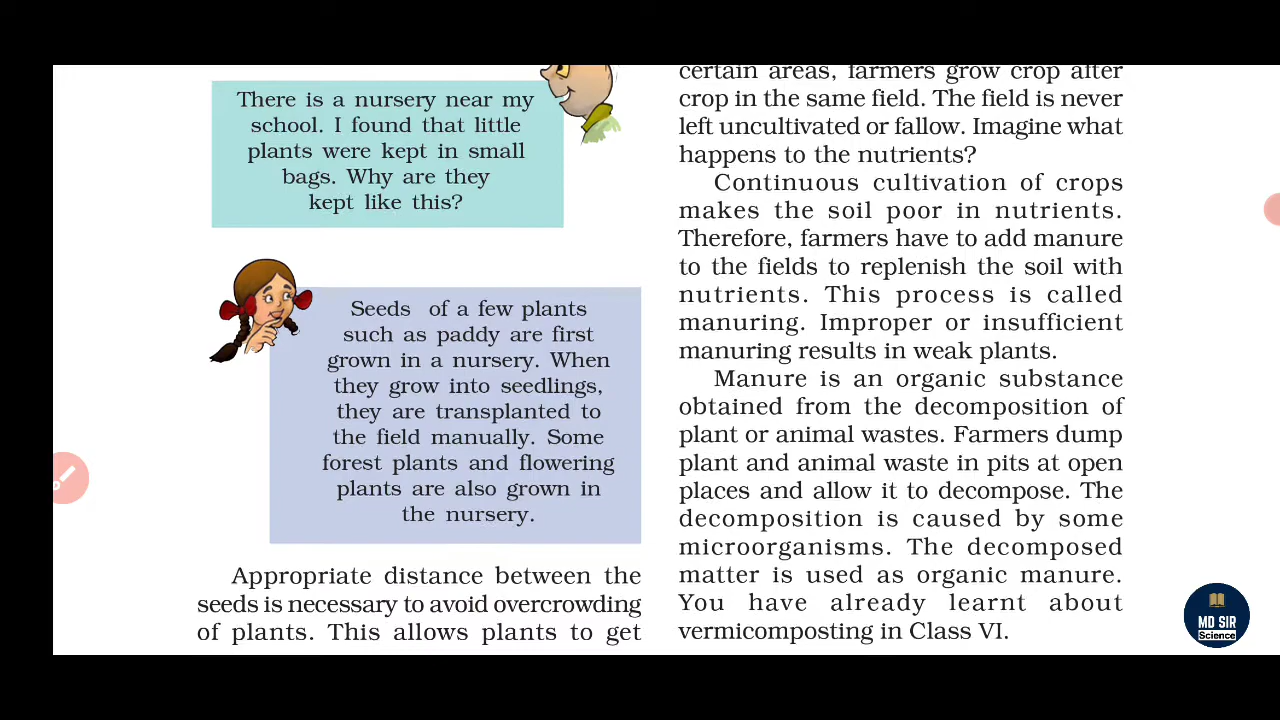 There is a nursery near my
school. I found that little
plants were kept in small
bags. Why are they
kept like this?
Seeds of a few plants
such as paddy are first
grown in a nursery. When
they grow into seedlings,
they are transplanted to
the field manually. Some
forest plants and flowering
plants are also grown in
the nursery.
Appropriate distance between the
seeds is necessary to avoid overcrowding
of plants. This allows plants to get
certain areas, farmers grow crop after
crop in the same field. The field is never
left uncultivated or fallow. Imagine what
happens to the nutrients?
Continuous cultivation of crops
makes the soil poor in nutrients.
Therefore, farmers have to add manure
to the fields to replenish the soil with
nutrients. This process is called
manuring. Improper or insufficient
manuring results in weak plants.
Manure is an organic substance
obtained from the decomposition of
plant or animal wastes. Farmers dump
plant and animal waste in pits at open
places and allow it to decompose. The
decomposition is caused by some
microorganisms. The decomposed
matter is used as organic manure.
You have already learnt about
vermicomposting in Class VI.
MD SIR
Science